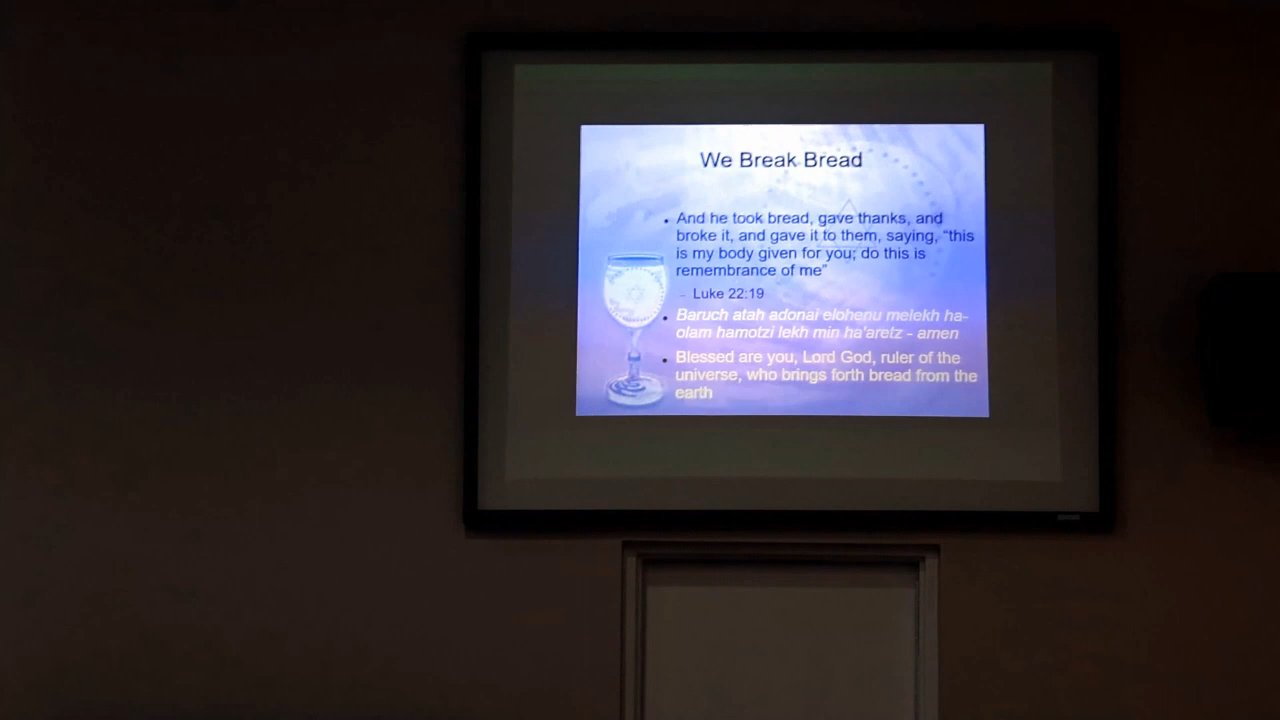 We Break Bread
• And he took bread, gave thanks, and
broke it, and gave it to them, saying, “this
is my body given for you; do this is
remembrance of me”
– Luke 22:19
• Baruch atah adonai elohenu melekh ha-
olam hamotzi lekh min ha'aretz - amen
• Blessed are you, Lord God, ruler of the
universe, who brings forth bread from the
earth